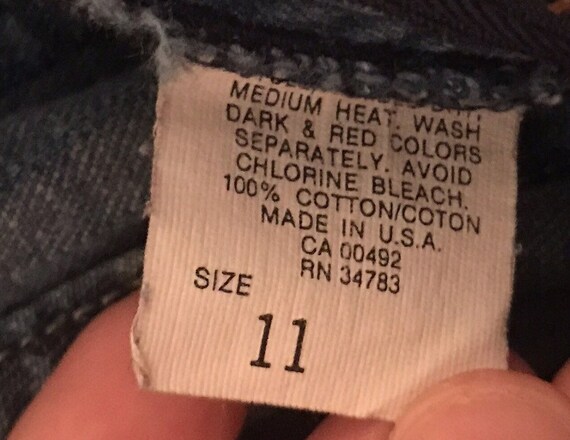 MEDIUM HEAT. WASH
DARK & RED COLORS
SEPARATELY. AVOID
CHLORINE BLEACH.
100% COTTON/COTON
MADE IN U.S.A.
CA 00492
RN 34783
SIZE
11